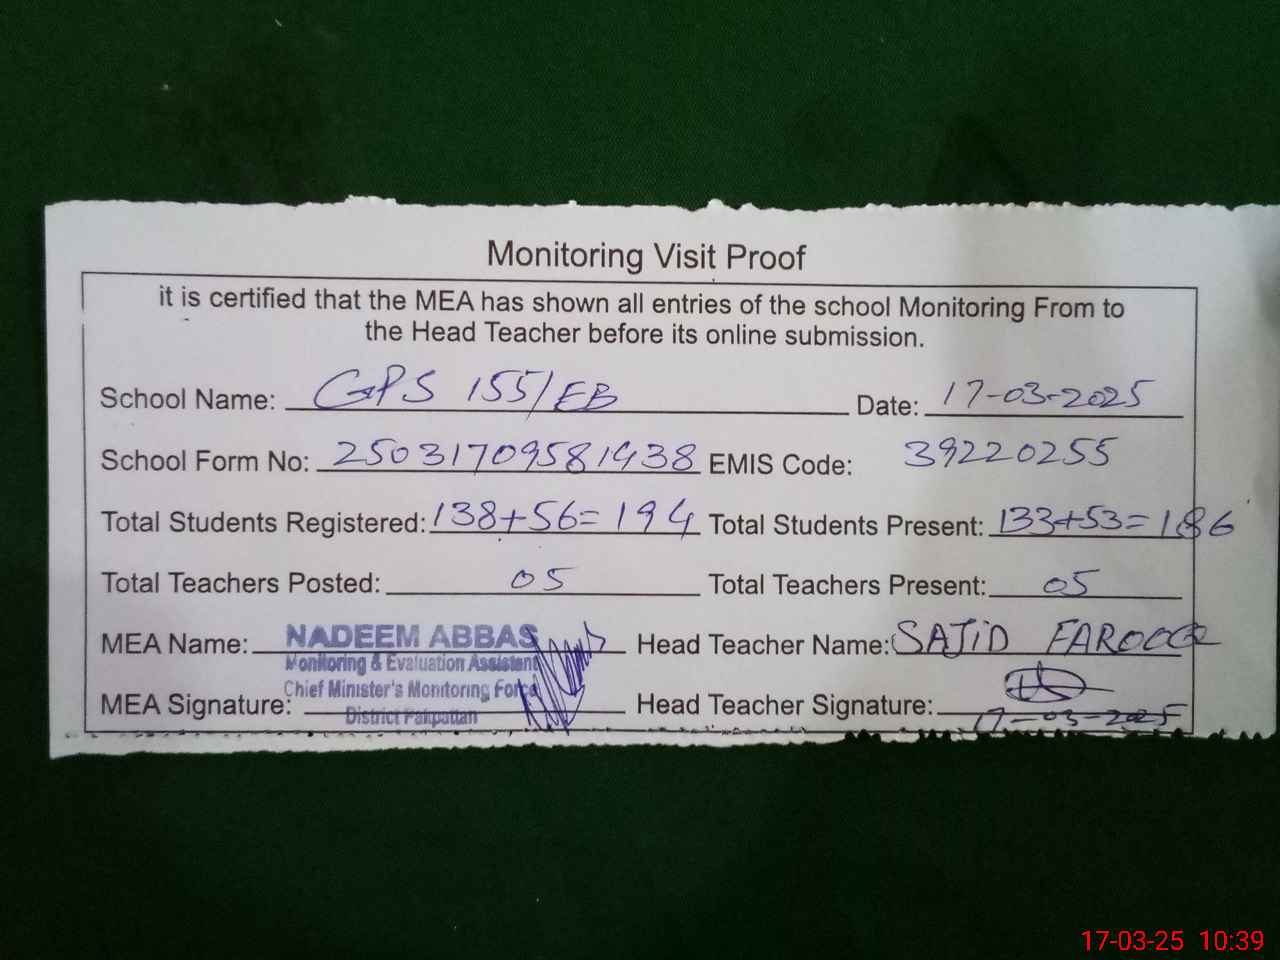 Monitoring Visit Proof
it is certified that the MEA has shown all entries of the school Monitoring From to
the Head Teacher before its online submission.
School Name: GPS 155/EB Date: 17-03-2025
School Form No: 25031709581938 EMIS Code: 39220255
Total Students Registered: 138+56=194 Total Students Present: 133+53=186
Total Teachers Posted: 05 Total Teachers Present: 05
MEA Name: NADEEM ABBAS Head Teacher Name: SAJID FAROOQ
Monitoring & Evaluation Assistent
Chief Minister's Monitoring Force
MEA Signature: District Pakpattan Head Teacher Signature: 17-03-2025
17-03-25 10:39